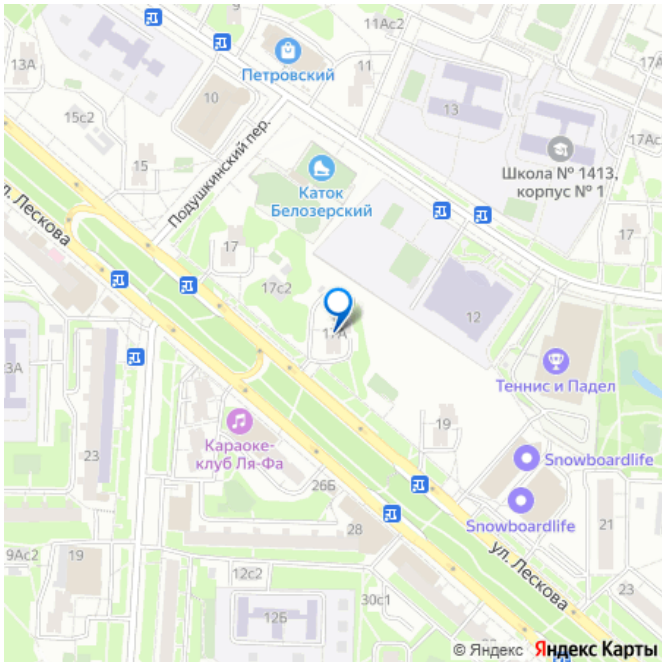 11Ас2
Петровский
13А
17А
11
10
15с2
13
17Ас2
Подушкинский пер.
15
Школа № 1413,
корпус № 1
Каток
Белозерский
ул. Лескова
17
17
17с2
12
17А
Теннис и Падел
3А
19
Караоке-
клуб Ля-Фа
23
Snowboardlife
26Б
Snowboardlife
28
21
ул. Лескова
9Ас2
19
12с2
23
30с1
12Б
© Яндекс Яндекс Карты